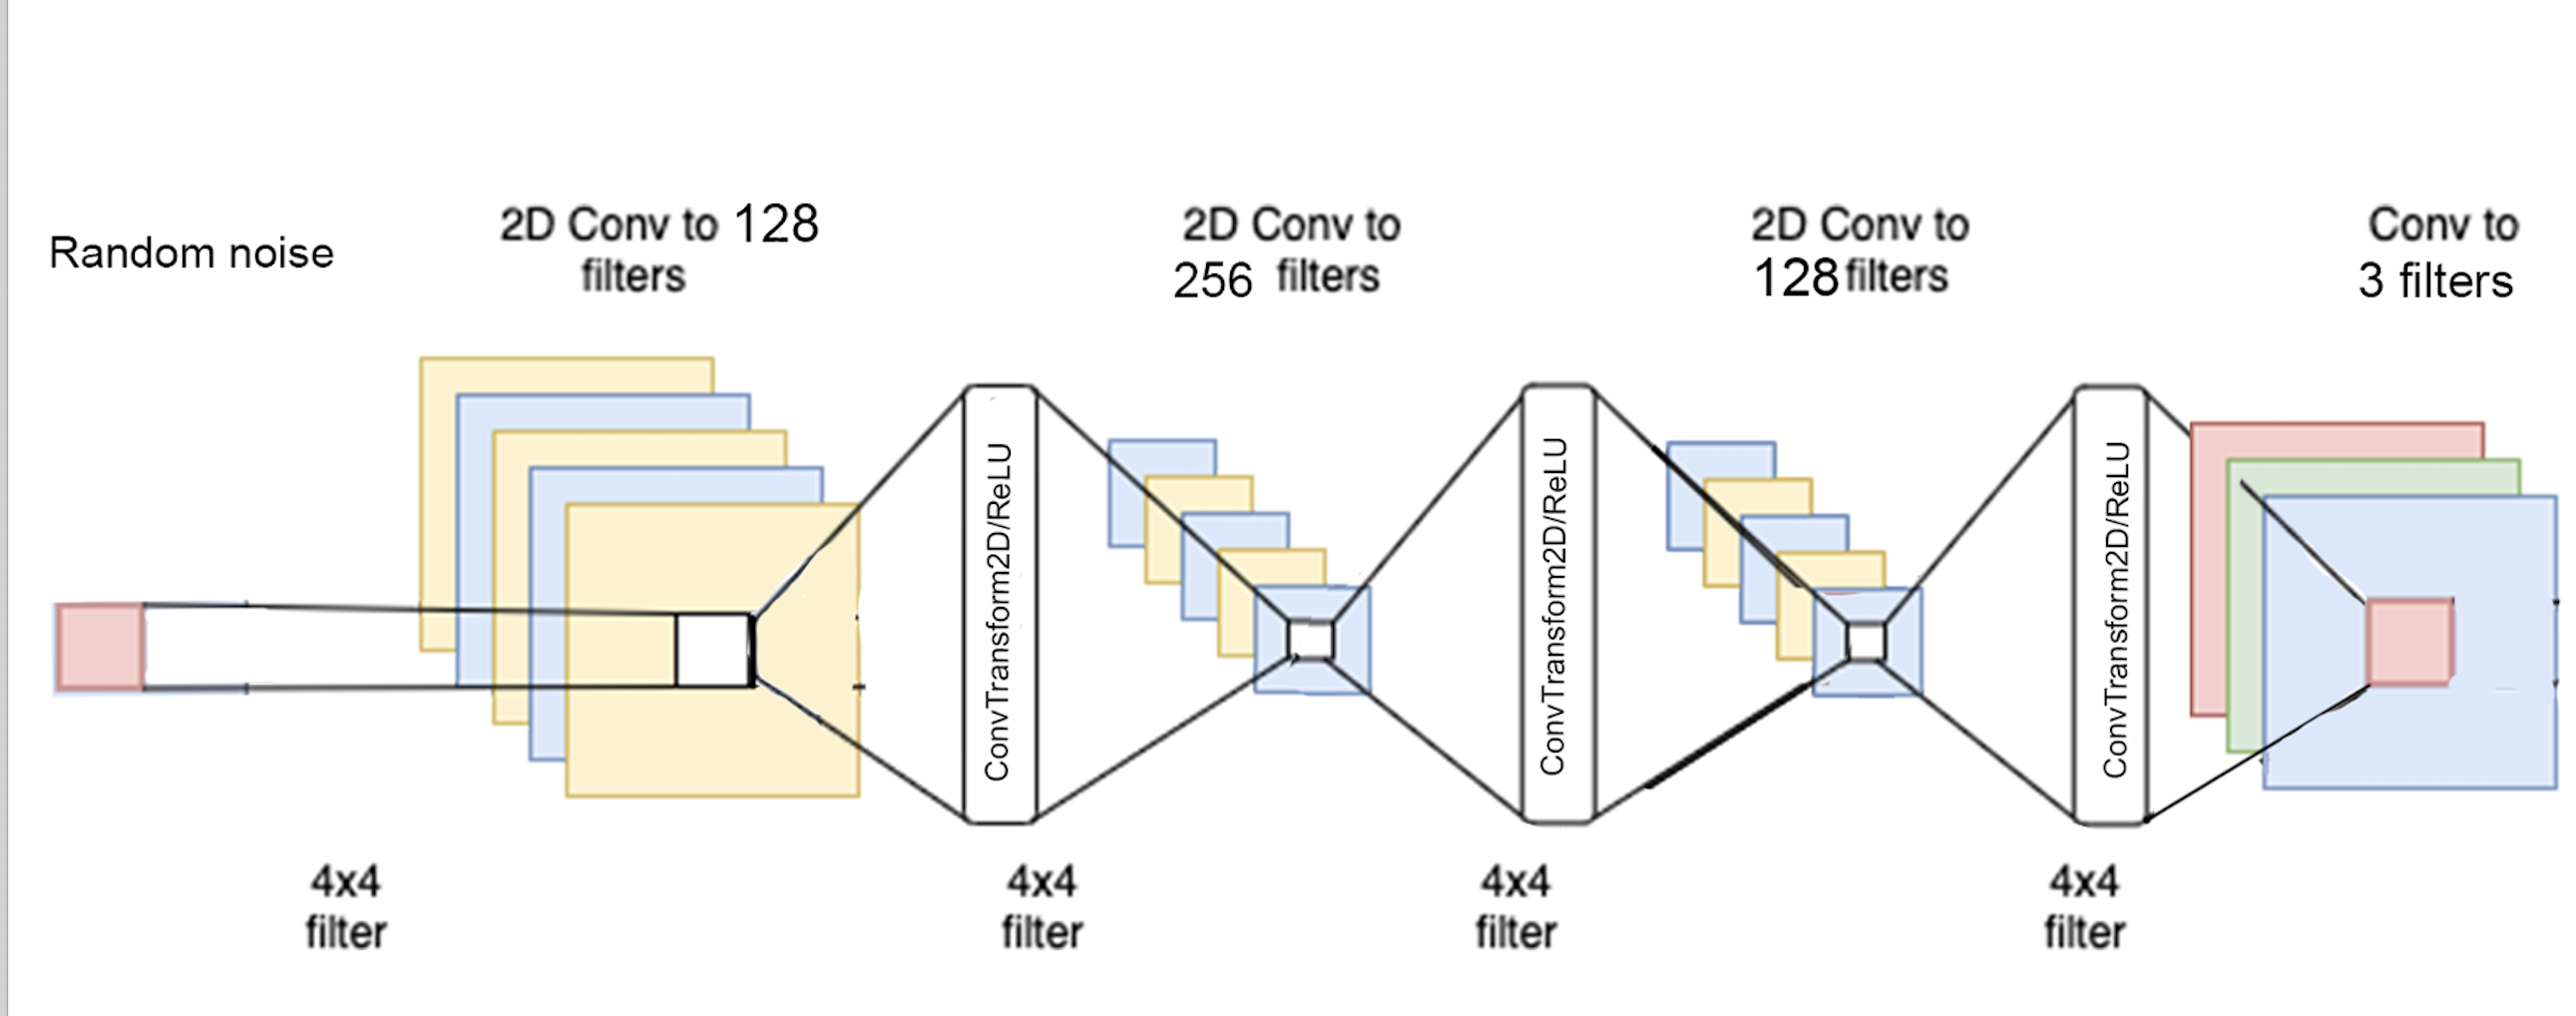 Random noise
2D Conv to 128
filters
2D Conv to
256 filters
2D Conv to
128 filters
Conv to
3 filters
ConvTransform2D/ReLU
ConvTransform2D/ReLU
ConvTransform2D/ReLU
4x4
filter
4x4
filter
4x4
filter
4x4
filter